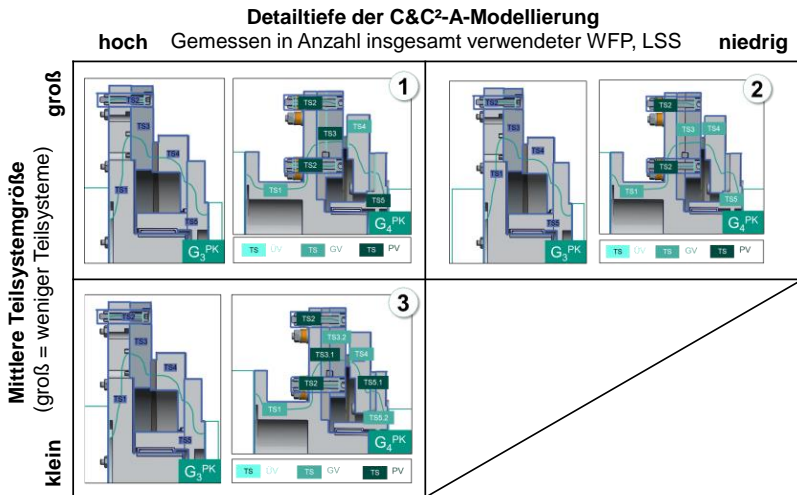 Detailtiefe der C&C²-A-Modellierung
hoch Gemessen in Anzahl insgesamt verwendeter WFP, LSS niedrig
Mittlere Teilsystemgröße
(groß = weniger Teilsysteme)
groß
klein
1
TS2
TS3
TS4
TS1
TS5
G₃ᴾᴷ
TS2
TS4
TS3
TS2
TS1
TS5
G₄ᴾᴷ
TS ÜV TS GV TS PV
2
TS2
TS3
TS4
TS1
TS5
G₃ᴾᴷ
TS2
TS3 TS4
TS2
TS1
TS5
G₄ᴾᴷ
TS ÜV TS GV TS PV
3
TS2
TS3
TS4
TS1
TS5
G₃ᴾᴷ
TS2
TS3.2
TS3.1 TS4
TS2 TS5.1
TS1
TS5.2
G₄ᴾᴷ
TS ÜV TS GV TS PV